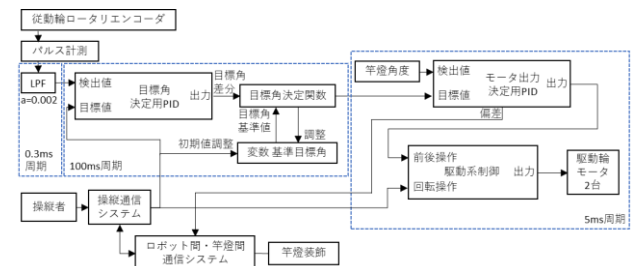 従動輪ロータリエンコーダ
パルス計測
LPF
a=0.002
0.3ms
周期
検出値
目標値
目標角
決定用PID
出力
目標角
差分
目標角決定関数
目標角
基準値
調整
初期値調整
変数 基準目標角
100ms周期
竿燈角度
検出値
目標値
モータ出力
決定用PID
出力
偏差
前後操作
回転操作
駆動系制御
出力
駆動輪
モータ
2台
5ms周期
操縦者
操縦通信
システム
ロボット間・竿燈間
通信システム
竿燈装飾